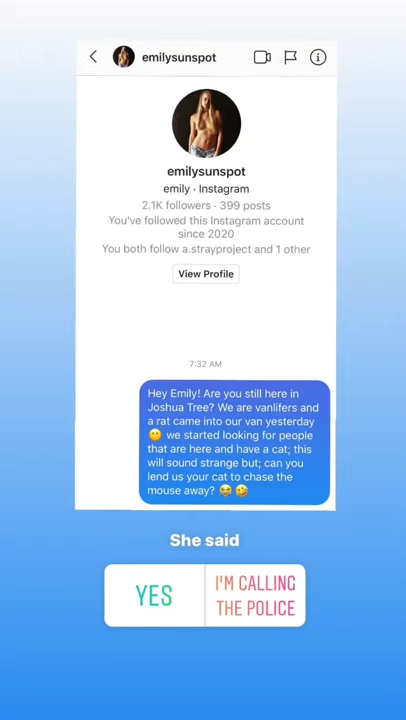 emilysunspot
emilysunspot
emily · Instagram
2.1K followers · 399 posts
You've followed this Instagram account
since 2020
You both follow a.strayproject and 1 other
View Profile
7:32 AM
Hey Emily! Are you still here in
Joshua Tree? We are vanlifers and
a rat came into our van yesterday
😬 we started looking for people
that are here and have a cat; this
will sound strange but; can you
lend us your cat to chase the
mouse away? 😂🤣
She said
YES
I'M CALLING
THE POLICE